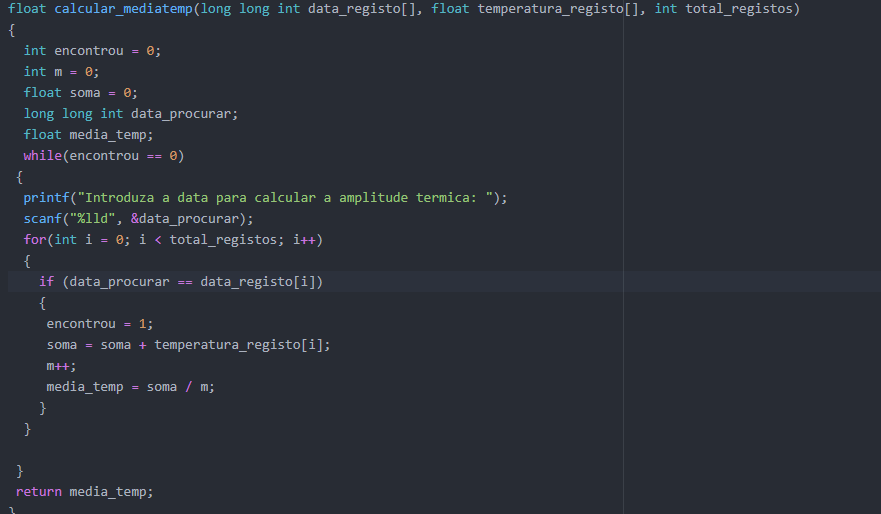 float calcular_mediatemp(long long int data_registo[], float temperatura_registo[], int total_registos)
{
int encontrou = 0;
int m = 0;
float soma = 0;
long long int data_procurar;
float media_temp;
while(encontrou == 0)
{
printf("Introduza a data para calcular a amplitude termica: ");
scanf("%lld", &data_procurar);
for(int i = 0; i < total_registos; i++)
{
if (data_procurar == data_registo[i])
{
encontrou = 1;
soma = soma + temperatura_registo[i];
m++;
media_temp = soma / m;
}
}
}
return media_temp;
}